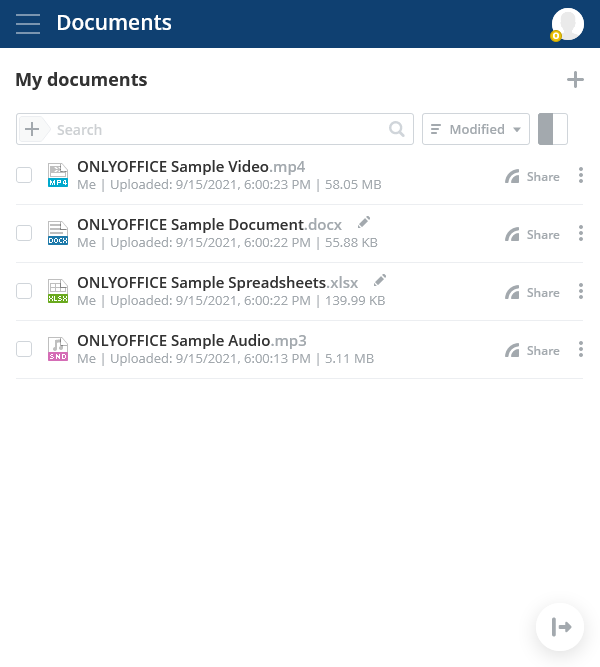 Documents
My documents
Search
Modified
ONLYOFFICE Sample Video.mp4
MP4
Me | Uploaded: 9/15/2021, 6:00:23 PM | 58.05 MB
Share
ONLYOFFICE Sample Document.docx
DOCX
Me | Uploaded: 9/15/2021, 6:00:22 PM | 55.88 KB
Share
ONLYOFFICE Sample Spreadsheets.xlsx
XLSX
Me | Uploaded: 9/15/2021, 6:00:22 PM | 139.99 KB
Share
ONLYOFFICE Sample Audio.mp3
SND
Me | Uploaded: 9/15/2021, 6:00:13 PM | 5.11 MB
Share